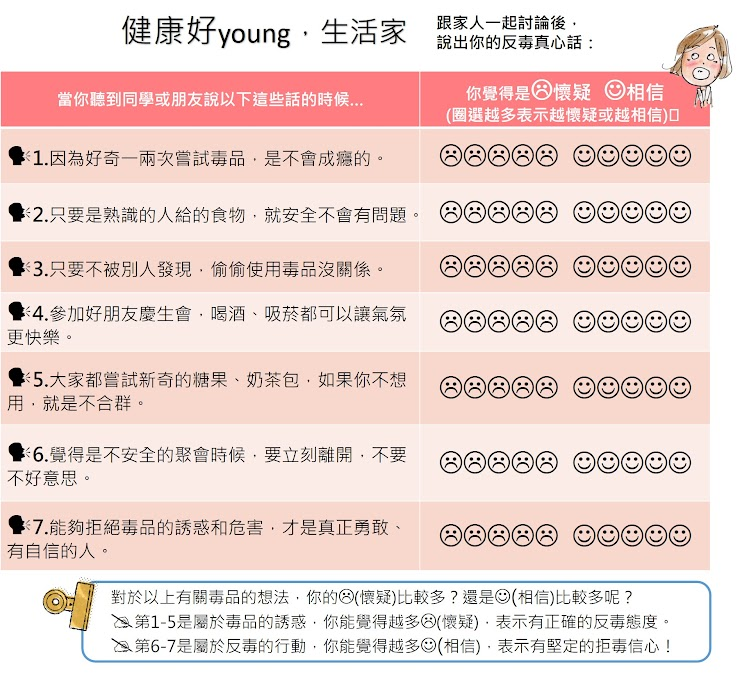 健康好young，生活家
跟家人一起討論後，
說出你的反毒真心話：
當你聽到同學或朋友說以下這些話的時候...
你覺得是☹懷疑 ☺相信
(圈選越多表示越懷疑或越相信)
1.因為好奇一兩次嘗試毒品，是不會成癮的。
☹☹☹☹☹ ☺☺☺☺☺
2.只要是熟識的人給的食物，就安全不會有問題。
☹☹☹☹☹ ☺☺☺☺☺
3.只要不被別人發現，偷偷使用毒品沒關係。
☹☹☹☹☹ ☺☺☺☺☺
4.參加好朋友慶生會，喝酒、吸菸都可以讓氣氛
更快樂。
☹☹☹☹☹ ☺☺☺☺☺
5.大家都嘗試新奇的糖果、奶茶包，如果你不想
用，就是不合群。
☹☹☹☹☹ ☺☺☺☺☺
6.覺得是不安全的聚會時候，要立刻離開，不要
不好意思。
☹☹☹☹☹ ☺☺☺☺☺
7.能夠拒絕毒品的誘惑和危害，才是真正勇敢、
有自信的人。
☹☹☹☹☹ ☺☺☺☺☺
對於以上有關毒品的想法，你的☹(懷疑)比較多？還是☺(相信)比較多呢？
第1-5是屬於毒品的誘惑，你能覺得越多☹(懷疑)，表示有正確的反毒態度。
第6-7是屬於反毒的行動，你能覺得越多☺(相信)，表示有堅定的拒毒信心！